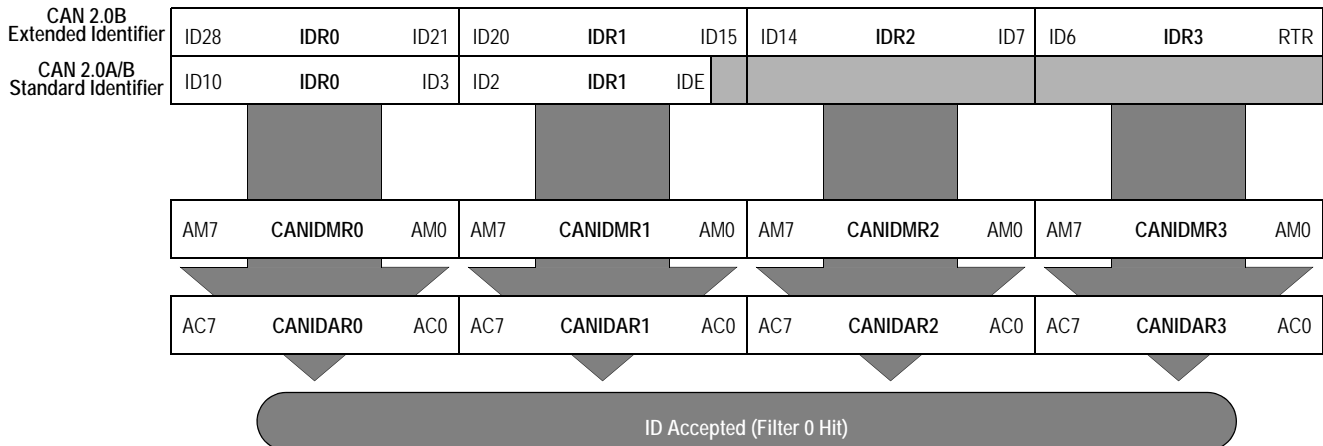 CAN 2.0B
Extended Identifier
ID28 IDR0 ID21 ID20 IDR1 ID15 ID14 IDR2 ID7 ID6 IDR3 RTR
CAN 2.0A/B
Standard Identifier
ID10 IDR0 ID3 ID2 IDR1 IDE
AM7 CANIDMR0 AM0 AM7 CANIDMR1 AM0 AM7 CANIDMR2 AM0 AM7 CANIDMR3 AM0
AC7 CANIDAR0 AC0 AC7 CANIDAR1 AC0 AC7 CANIDAR2 AC0 AC7 CANIDAR3 AC0
ID Accepted (Filter 0 Hit)